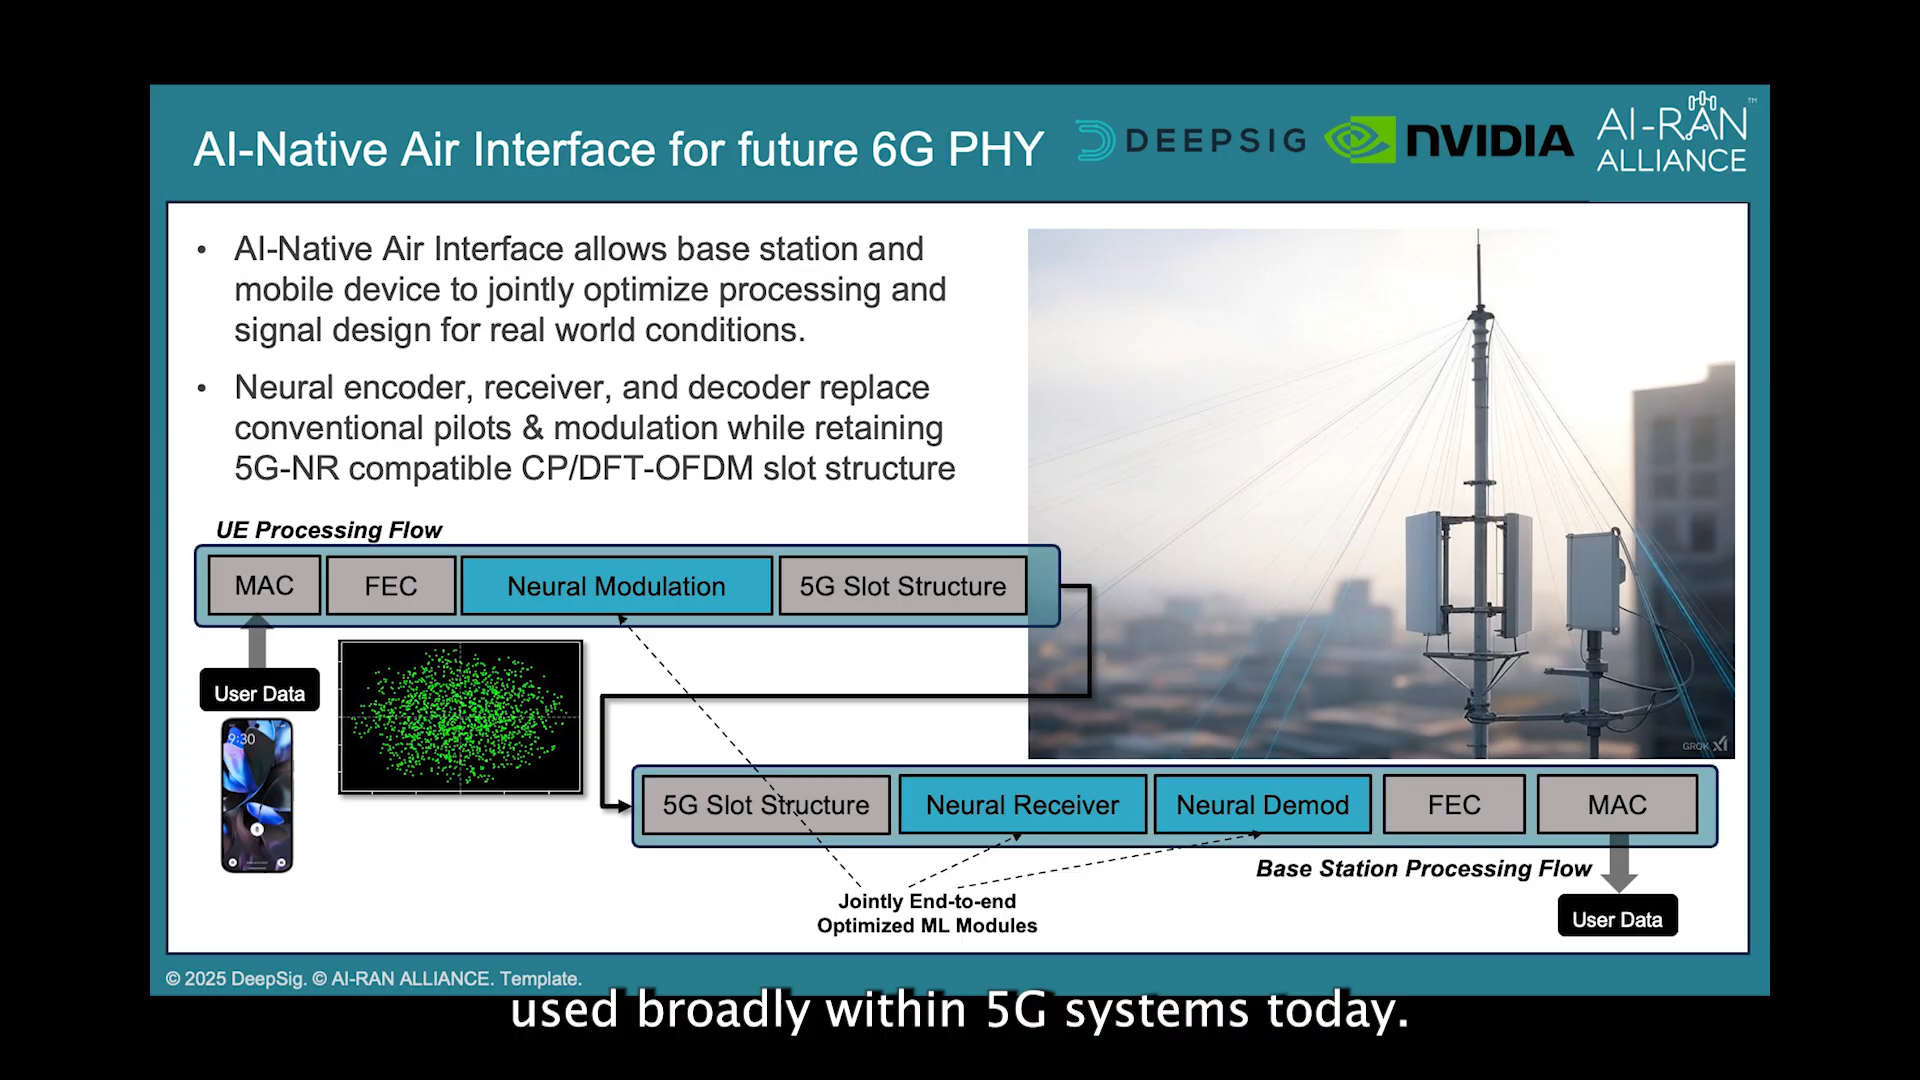 AI-Native Air Interface for future 6G PHY
DEEPSIG
NVIDIA
AI-RAN
ALLIANCE
TM
• AI-Native Air Interface allows base station and
mobile device to jointly optimize processing and
signal design for real world conditions.
• Neural encoder, receiver, and decoder replace
conventional pilots & modulation while retaining
5G-NR compatible CP/DFT-OFDM slot structure
UE Processing Flow
MAC
FEC
Neural Modulation
5G Slot Structure
User Data
9:30
GROK
5G Slot Structure
Neural Receiver
Neural Demod
FEC
MAC
Base Station Processing Flow
Jointly End-to-end
Optimized ML Modules
User Data
© 2025 DeepSig. © AI-RAN ALLIANCE. Template.
used broadly within 5G systems today.